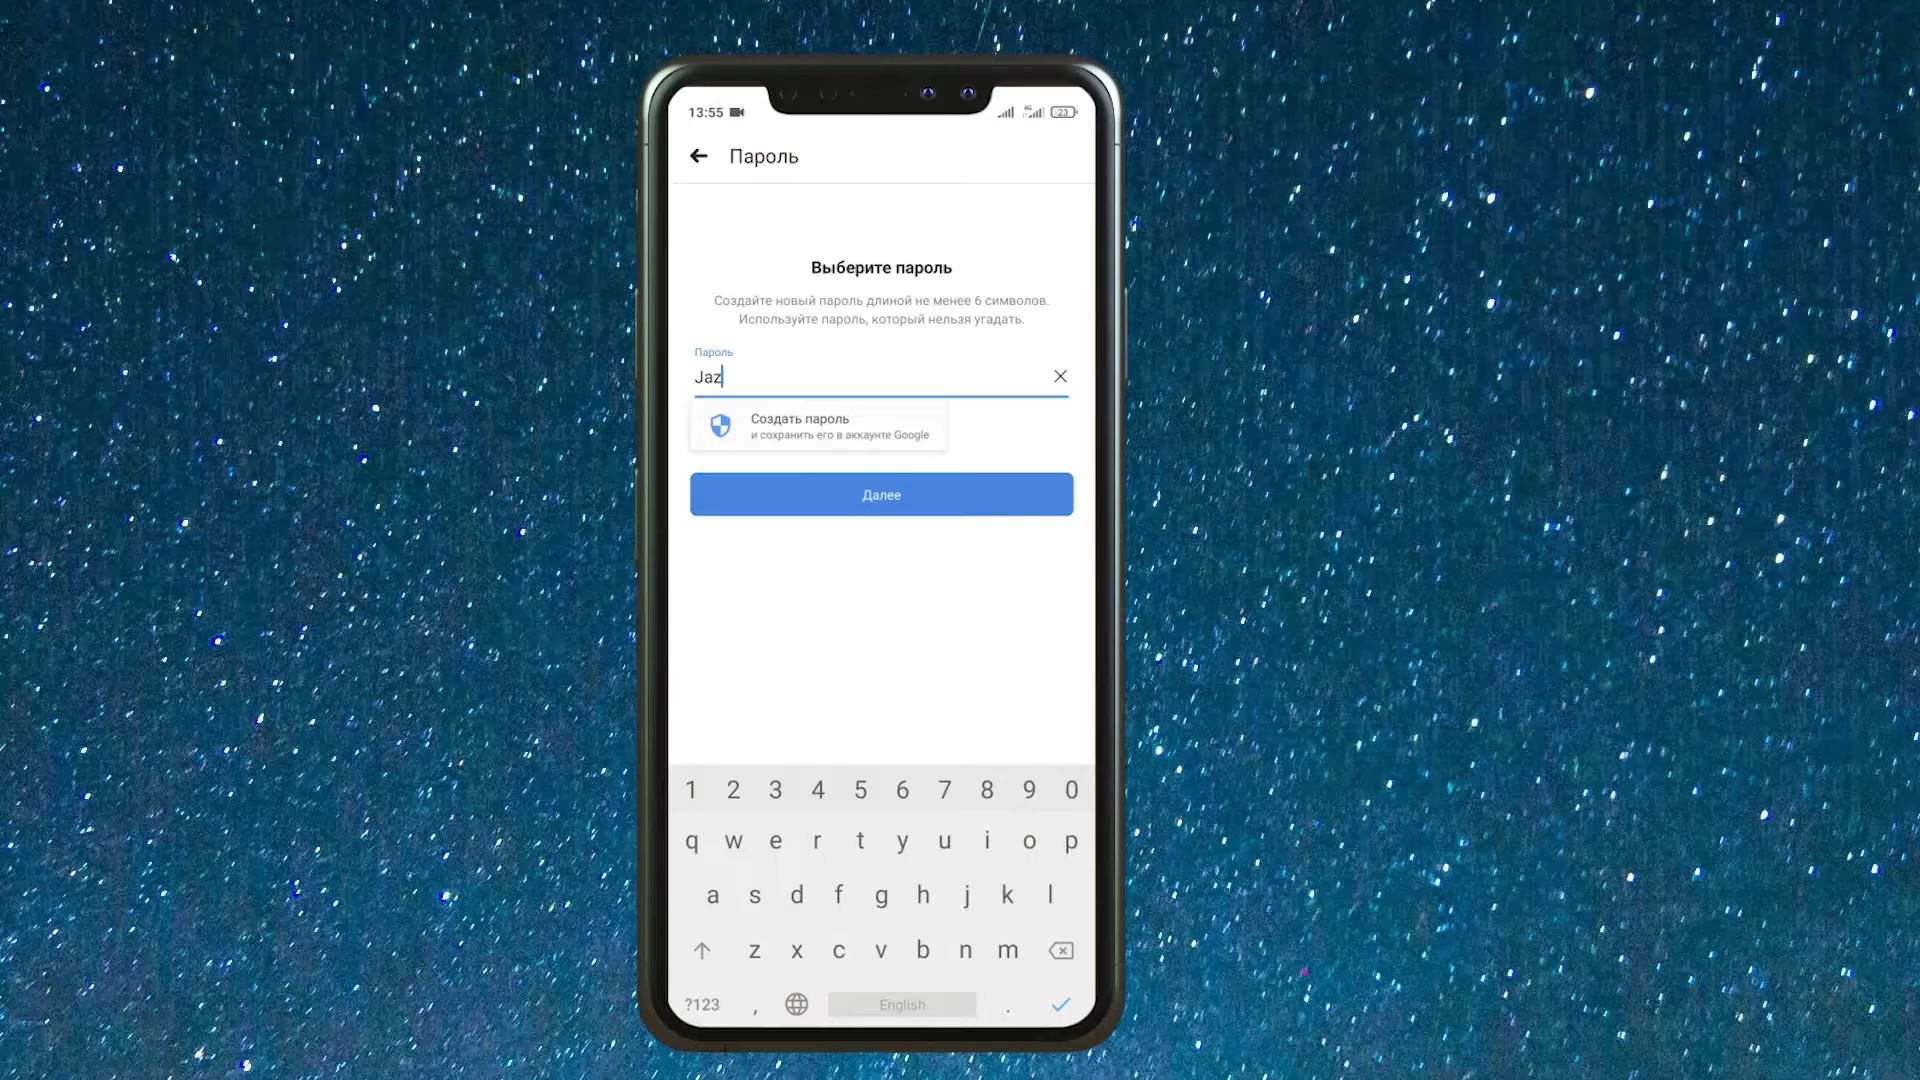 13:55
4G
23
Пароль
Выберите пароль
Создайте новый пароль длиной не менее 6 символов.
Используйте пароль, который нельзя угадать.
Пароль
Jaz
Создать пароль
и сохранить его в аккаунте Google
Далее
1 2 3 4 5 6 7 8 9 0
q w e r t y u i o p
a s d f g h j k l
z x c v b n m
?123 , English .